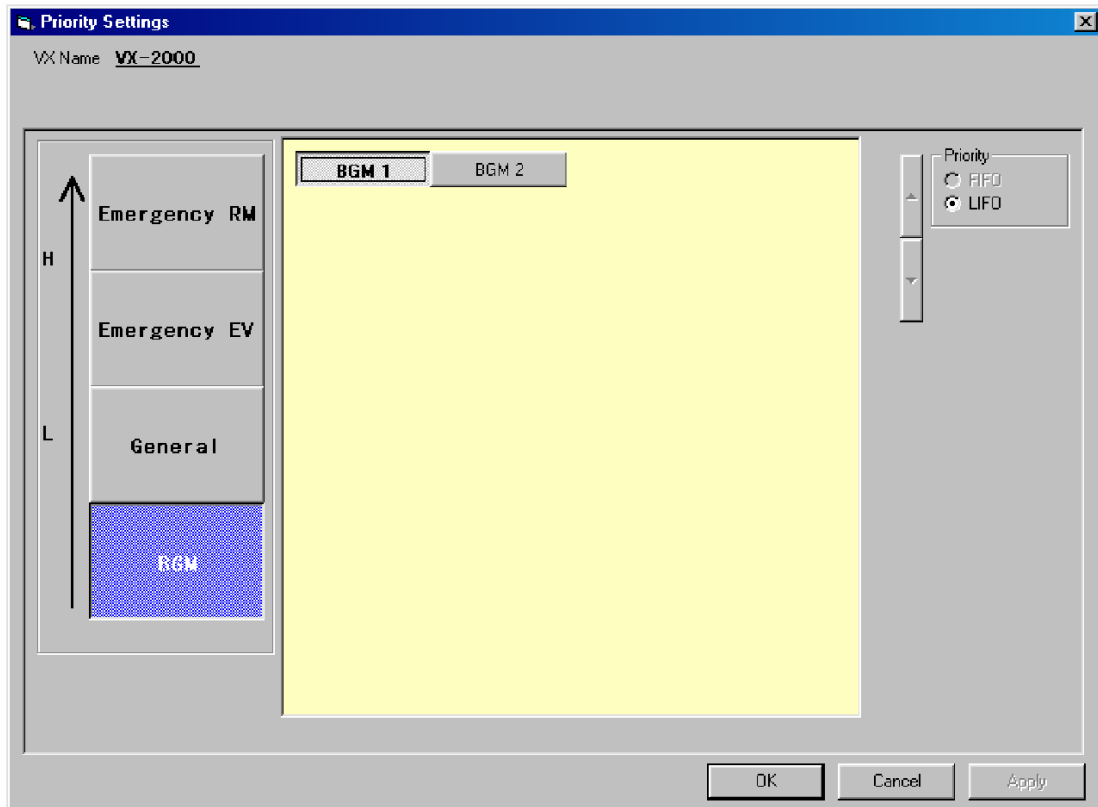 Priority Settings
VX Name VX-2000
H
L
Emergency RM
Emergency EV
General
BGM
BGM 1
BGM 2
Priority
FIFO
LIFO
OK
Cancel
Apply